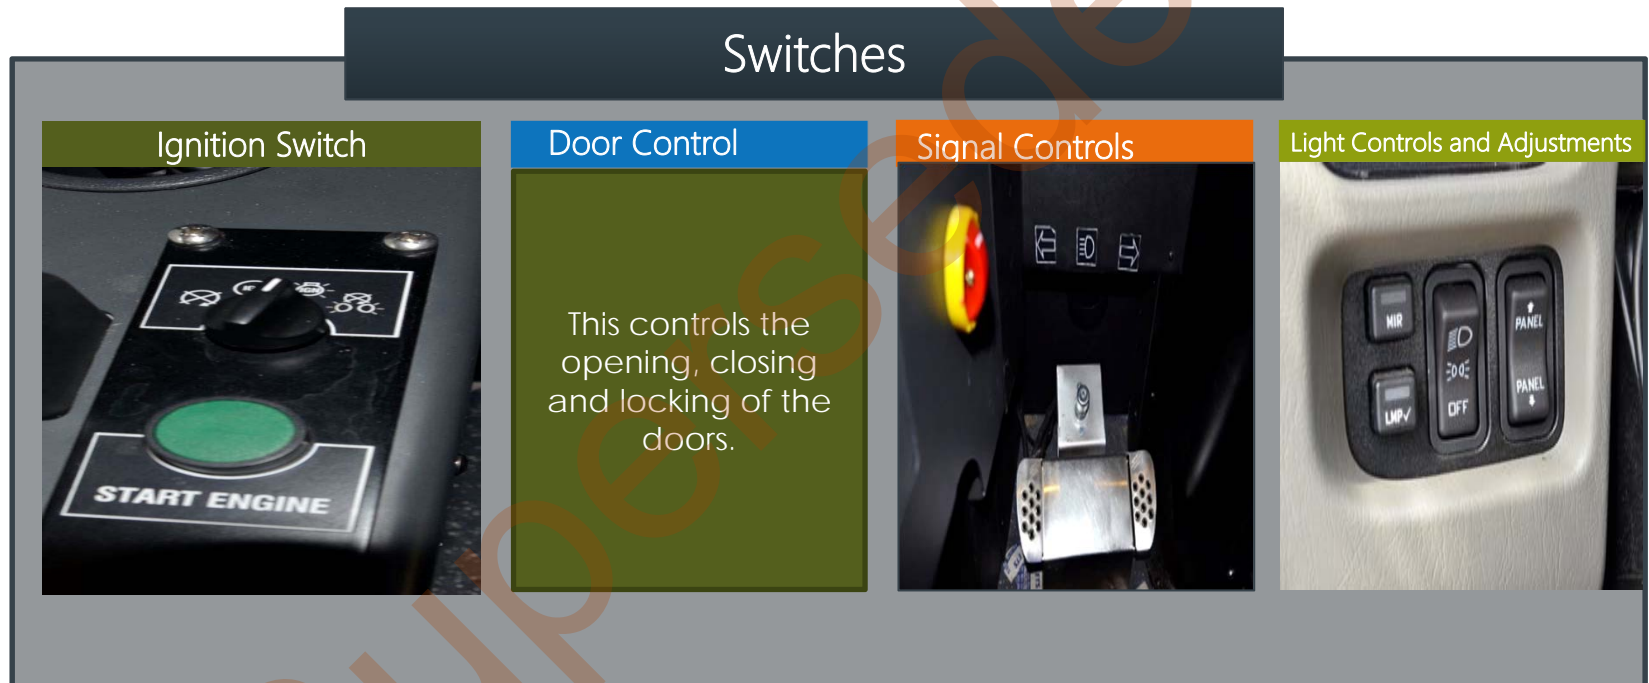 Switches
Ignition Switch
START ENGINE
Door Control
This controls the
opening, closing
and locking of the
doors.
Signal Controls
Light Controls and Adjustments
MIR
LMP✓
OFF
PANEL
PANEL